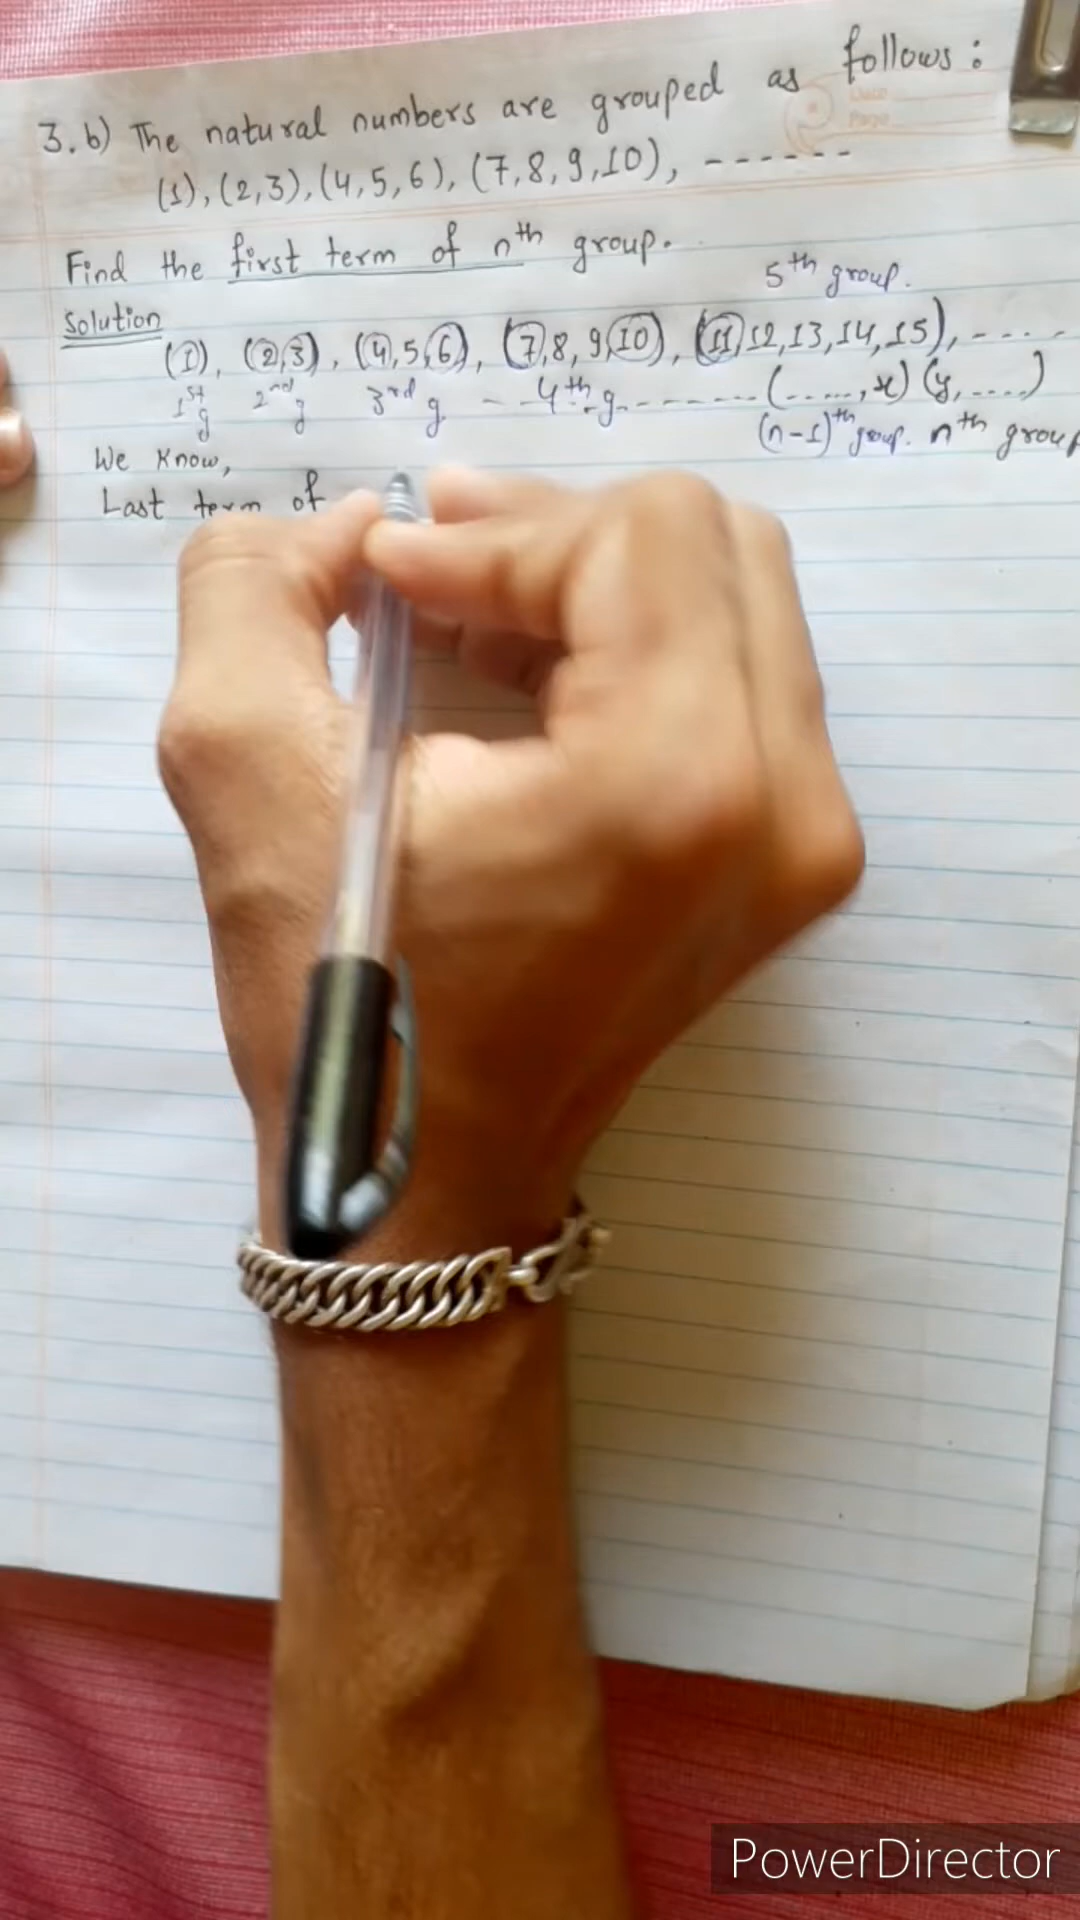 3.b) The natural numbers are grouped as follows:
(1), (2,3), (4,5,6), (7,8,9,10), ------
Find the first term of nth group.
5th group.
Solution
(1), (2,3), (4,5,6), (7,8,9,10), (11,12,13,14,15), -----
1st g 2nd g 3rd g -- 4th g ------- (....., x) (y, ....)
(n-1)th group. nth group
We Know,
Last term of
Date
Page
PowerDirector